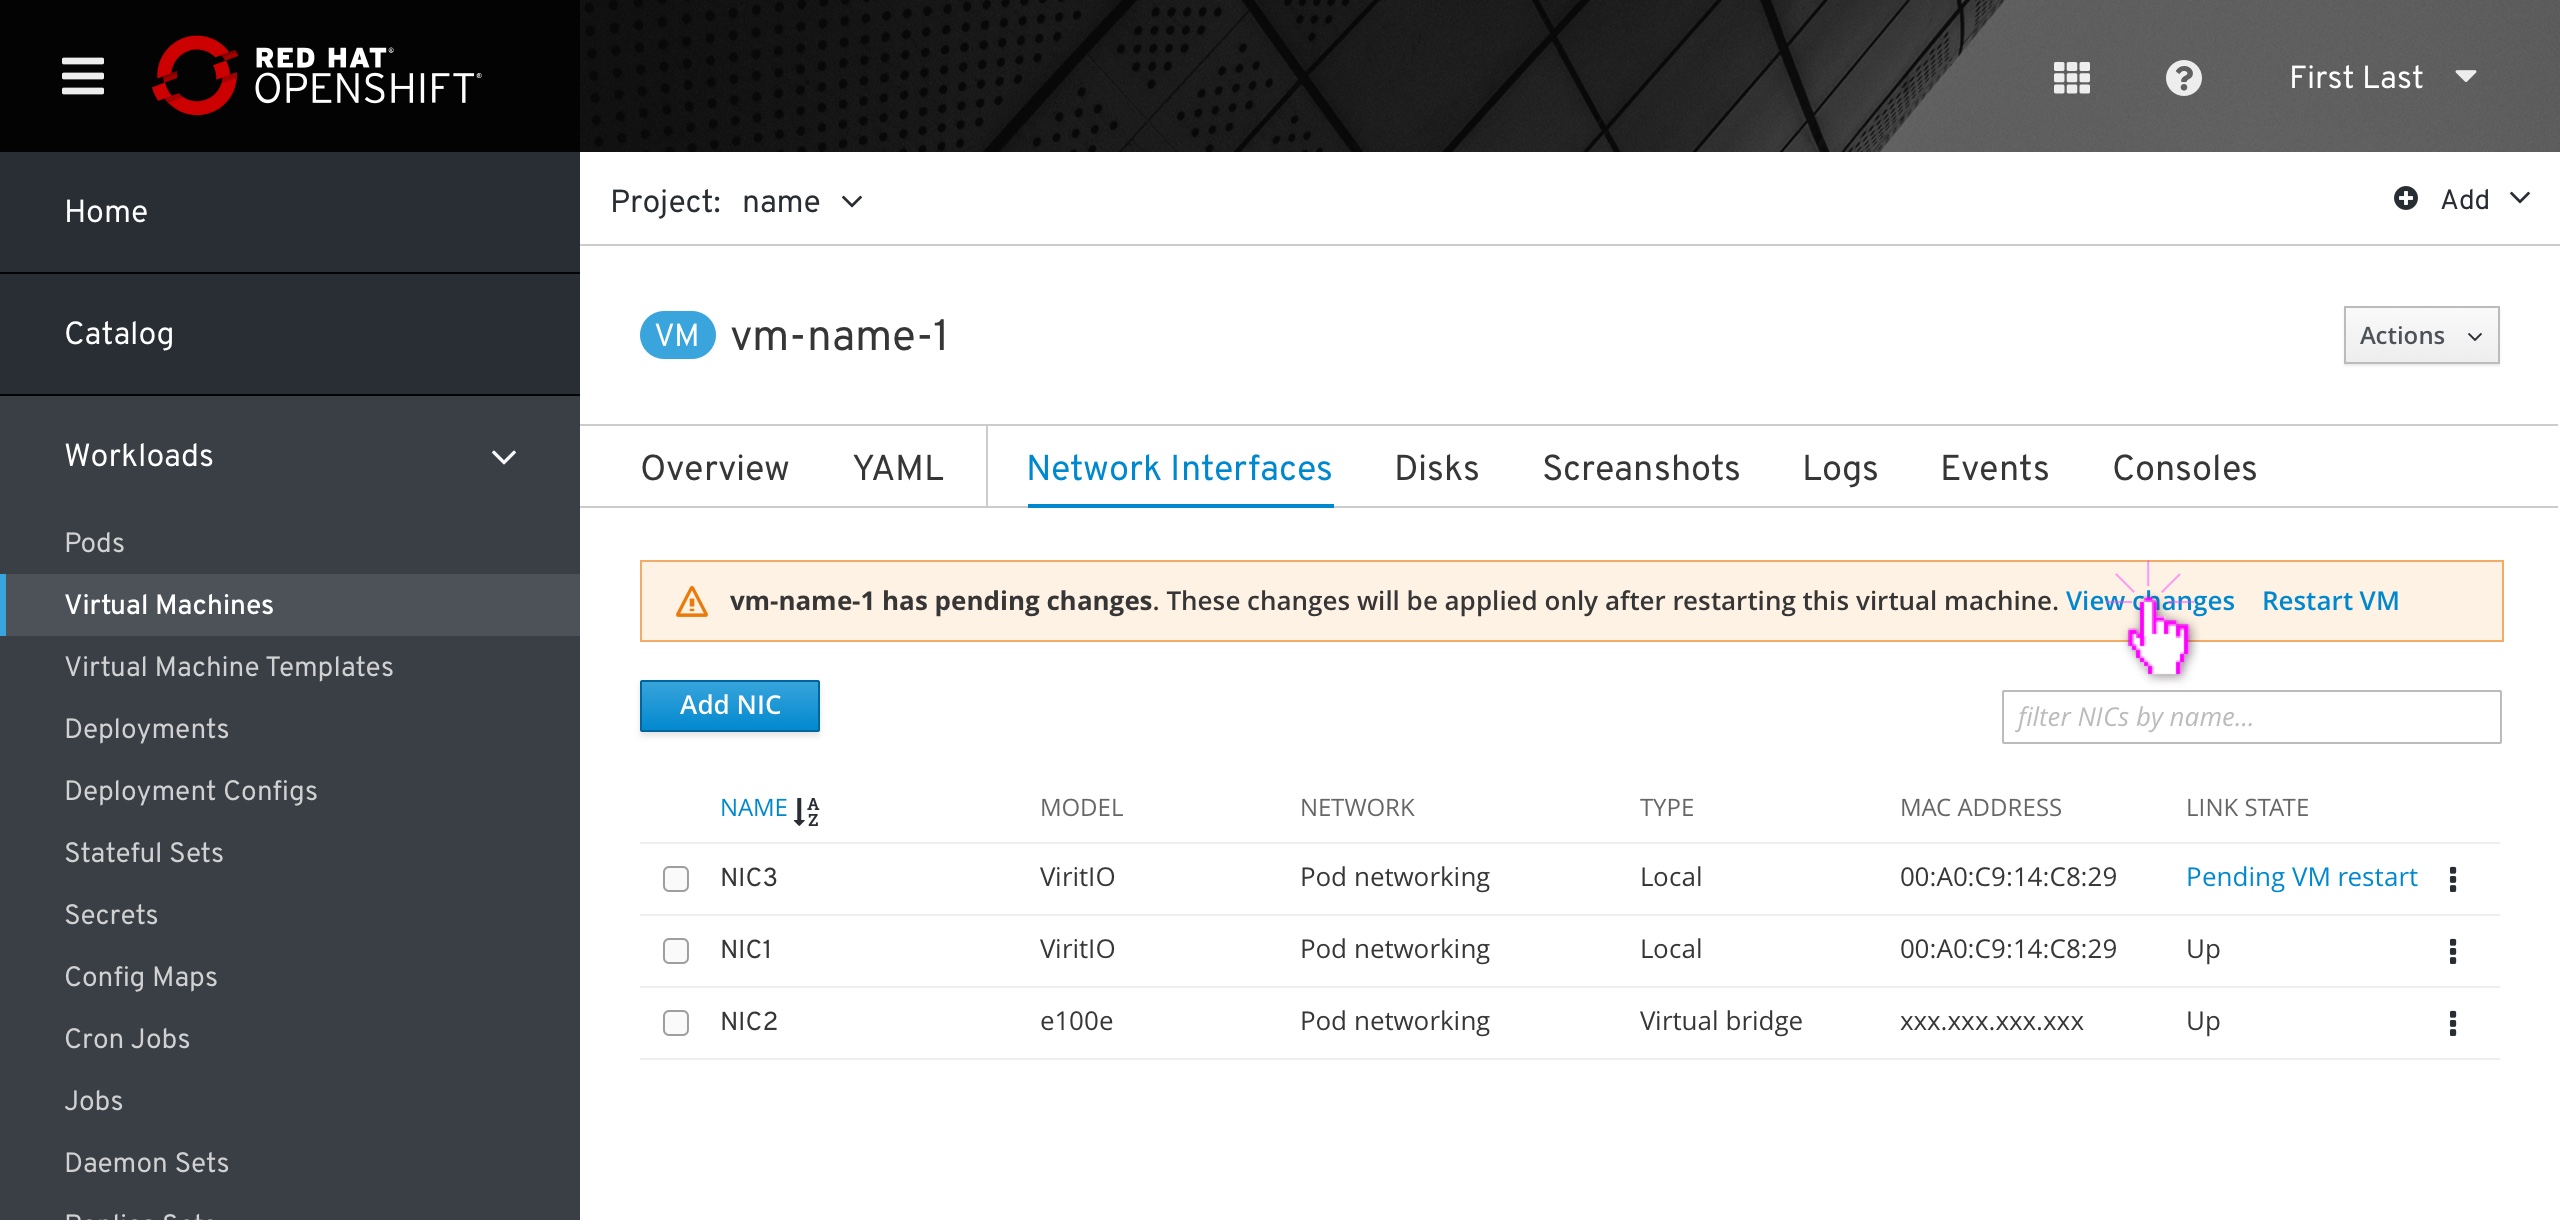 RED HAT®
OPENSHIFT®
First Last
Home
Catalog
Workloads
Pods
Virtual Machines
Virtual Machine Templates
Deployments
Deployment Configs
Stateful Sets
Secrets
Config Maps
Cron Jobs
Jobs
Daemon Sets
Project: name
Add
VM vm-name-1
Actions
Overview YAML Network Interfaces Disks Screanshots Logs Events Consoles
vm-name-1 has pending changes. These changes will be applied only after restarting this virtual machine. View changes Restart VM
Add NIC
filter NICs by name...
NAME MODEL NETWORK TYPE MAC ADDRESS LINK STATE
NIC3 ViritIO Pod networking Local 00:A0:C9:14:C8:29 Pending VM restart
NIC1 ViritIO Pod networking Local 00:A0:C9:14:C8:29 Up
NIC2 e100e Pod networking Virtual bridge xxx.xxx.xxx.xxx Up